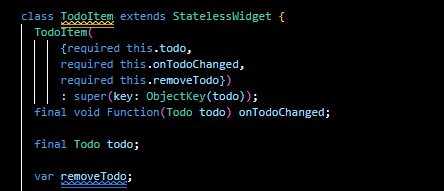 class TodoItem extends StatelessWidget {
TodoItem(
{required this.todo,
required this.onTodoChanged,
required this.removeTodo})
: super(key: ObjectKey(todo));
final void Function(Todo todo) onTodoChanged;
final Todo todo;
var removeTodo;